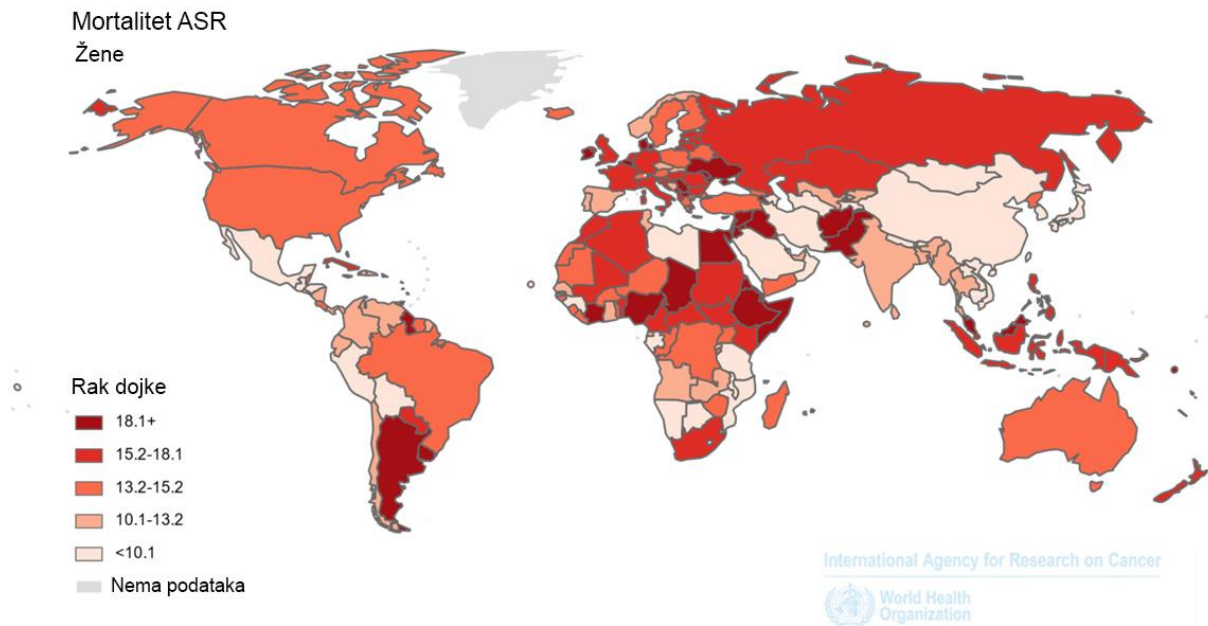 Mortalitet ASR
Žene
Rak dojke
18.1+
15.2-18.1
13.2-15.2
10.1-13.2
<10.1
Nema podataka
International Agency for Research on Cancer
World Health
Organization